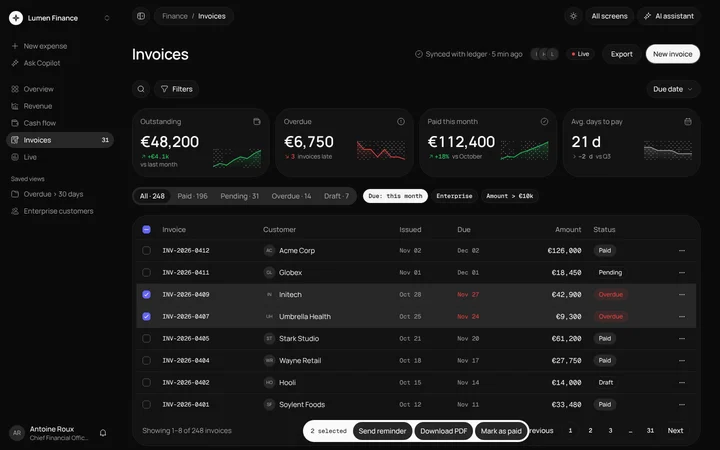 Lumen Finance
Finance / Invoices
All screens
AI assistant
New expense
Ask Copilot
Overview
Revenue
Cash flow
Invoices 31
Live
Saved views
Overdue > 30 days
Enterprise customers
Invoices
Synced with ledger · 5 min ago
Live
Export
New invoice
Filters
Due date
Outstanding
€48,200
+€4.1k
vs last month
Overdue
€6,750
3 invoices late
Paid this month
€112,400
+18% vs October
Avg. days to pay
21 d
−2 d vs Q3
All · 248
Paid · 196
Pending · 31
Overdue · 14
Draft · 7
Due: this month
Enterprise
Amount > €10k
Invoice Customer Issued Due Amount Status
INV-2026-0412 AC Acme Corp Nov 02 Dec 02 €126,000 Paid
INV-2026-0411 GL Globex Nov 01 Dec 01 €18,450 Pending
INV-2026-0409 IN Initech Oct 28 Nov 27 €42,900 Overdue
INV-2026-0407 UH Umbrella Health Oct 25 Nov 24 €9,300 Overdue
INV-2026-0405 ST Stark Studio Oct 21 Nov 20 €61,200 Paid
INV-2026-0404 WR Wayne Retail Oct 18 Nov 17 €27,750 Paid
INV-2026-0402 HO Hooli Oct 15 Nov 14 €14,000 Draft
INV-2026-0401 SF Soylent Foods Oct 12 Nov 11 €33,480 Paid
Showing 1–8 of 248 invoices
2 selected
Send reminder
Download PDF
Mark as paid
revious 1 2 3 … 31 Next
AR
Antoine Roux
Chief Financial Offic…